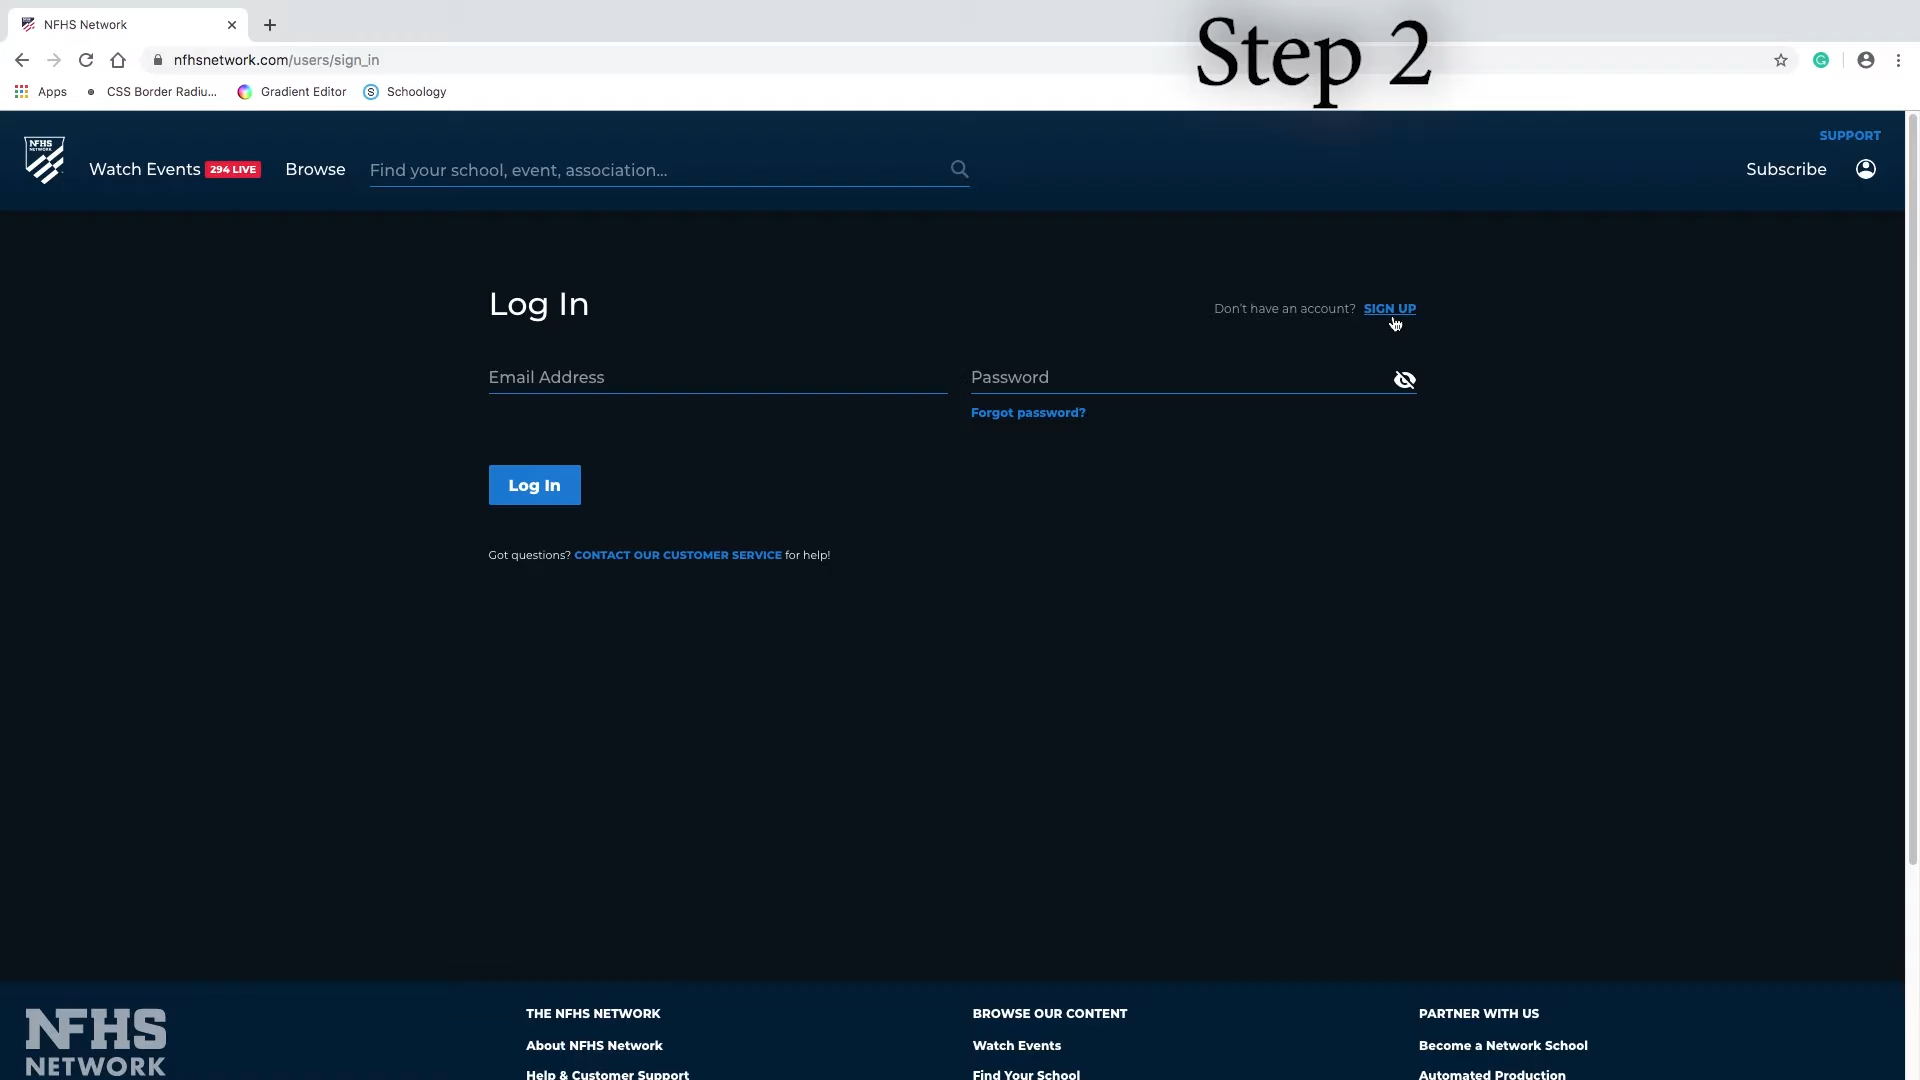 NFHS Network
Step 2
nfhsnetwork.com/users/sign_in
Apps
CSS Border Radiu...
Gradient Editor
S
Schoology
SUPPORT
NFHS
NETWORK
Watch Events 294 LIVE
Browse
Find your school, event, association...
Subscribe
Log In
Don't have an account? SIGN UP
Email Address
Password
Forgot password?
Log In
Got questions? CONTACT OUR CUSTOMER SERVICE for help!
NFHS
NETWORK
THE NFHS NETWORK
About NFHS Network
Help & Customer Support
BROWSE OUR CONTENT
Watch Events
Find Your School
PARTNER WITH US
Become a Network School
Automated Production